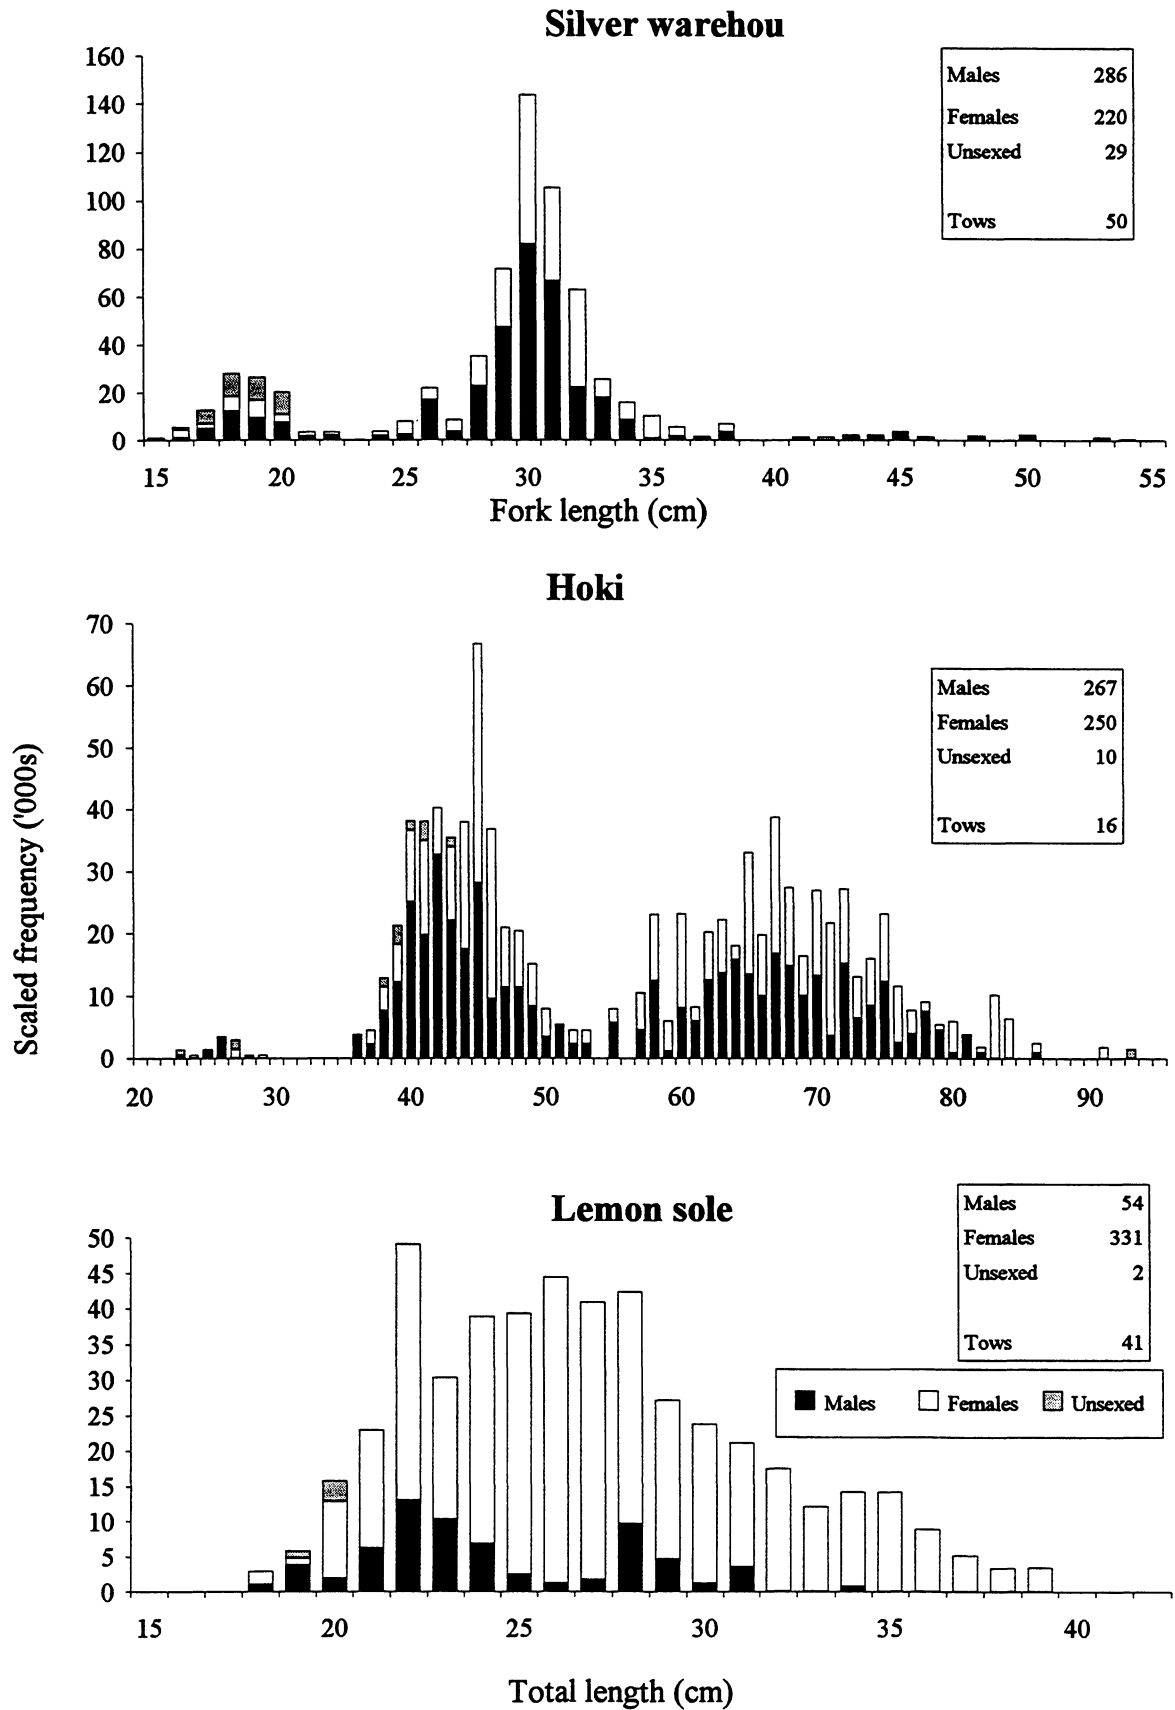 Silver warehou
160
140
120
100
80
60
40
20
0
Males 286
Females 220
Unsexed 29
Tows 50
15 20 25 30 35 40 45 50 55
Fork length (cm)
Hoki
Scaled frequency ('000s)
70
60
50
40
30
20
10
0
Males 267
Females 250
Unsexed 10
Tows 16
20 30 40 50 60 70 80 90
Lemon sole
50
45
40
35
30
25
20
15
10
5
0
Males 54
Females 331
Unsexed 2
Tows 41
Males Females Unsexed
15 20 25 30 35 40
Total length (cm)